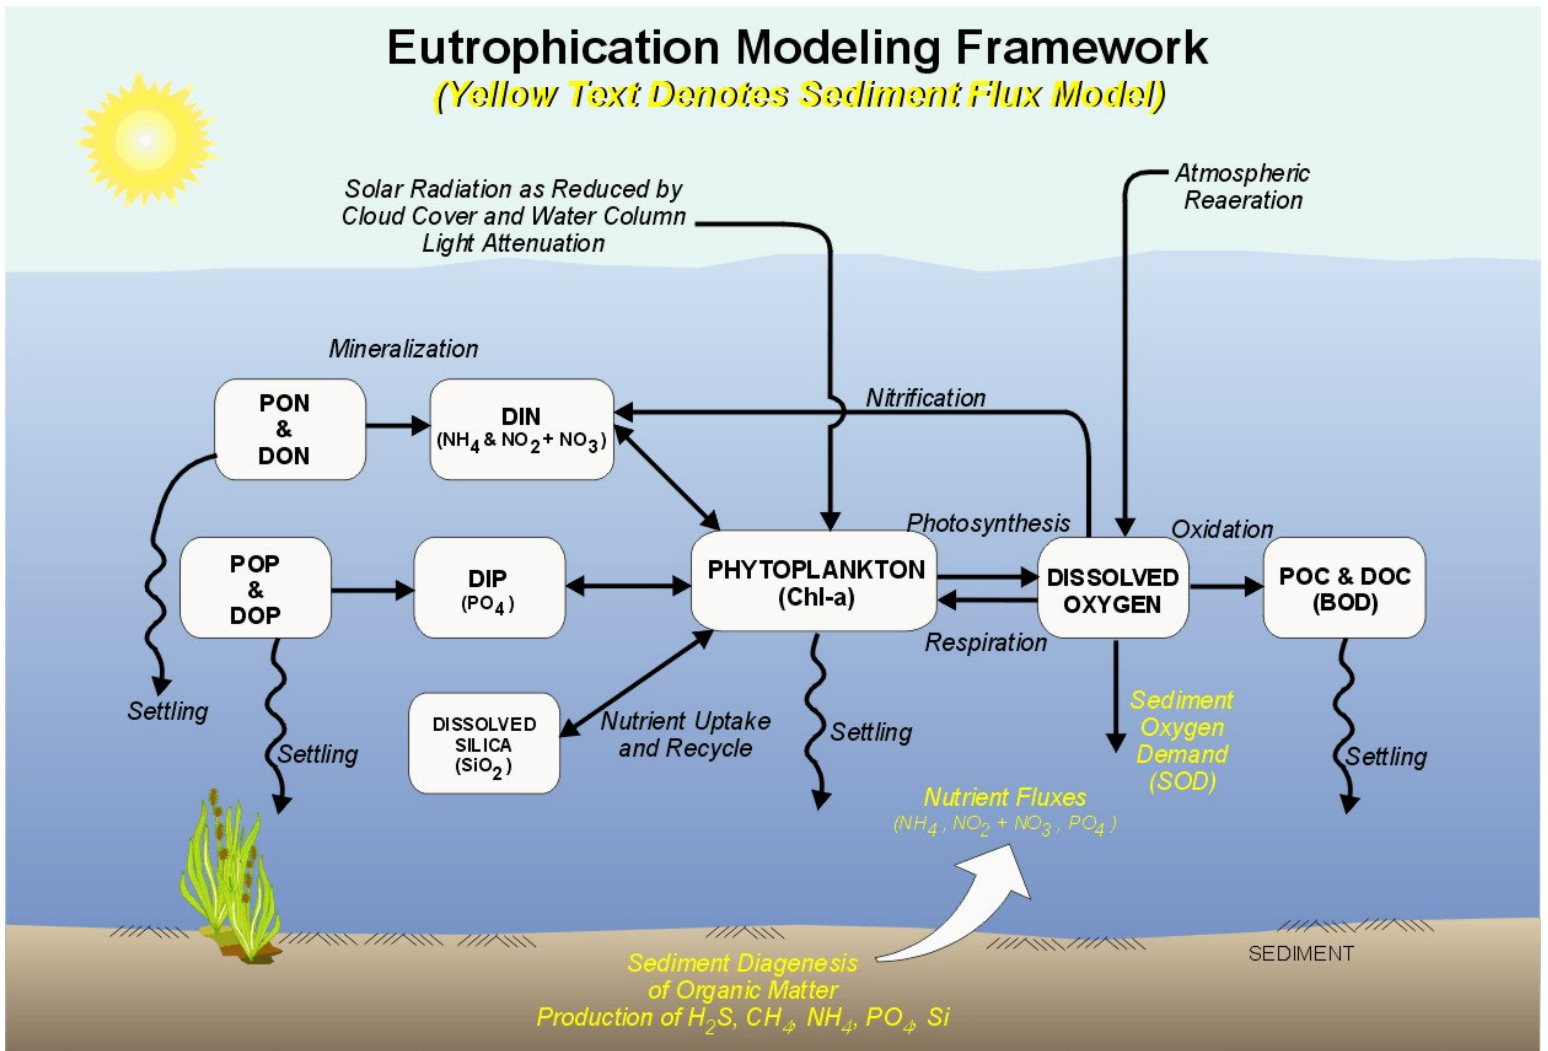 Eutrophication Modeling Framework
(Yellow Text Denotes Sediment Flux Model)
Solar Radiation as Reduced by
Cloud Cover and Water Column
Light Attenuation
Atmospheric
Reaeration
Mineralization
PON
&
DON
DIN
(NH4 & NO2 + NO3)
Nitrification
POP
&
DOP
DIP
(PO4)
PHYTOPLANKTON
(Chl-a)
Photosynthesis
Respiration
DISSOLVED
OXYGEN
Oxidation
POC & DOC
(BOD)
Settling
Settling
DISSOLVED
SILICA
(SiO2)
Nutrient Uptake
and Recycle
Settling
Sediment
Oxygen
Demand
(SOD)
Settling
Nutrient Fluxes
(NH4, NO2 + NO3, PO4)
SEDIMENT
Sediment Diagenesis
of Organic Matter
Production of H2S, CH4, NH4, PO4, Si